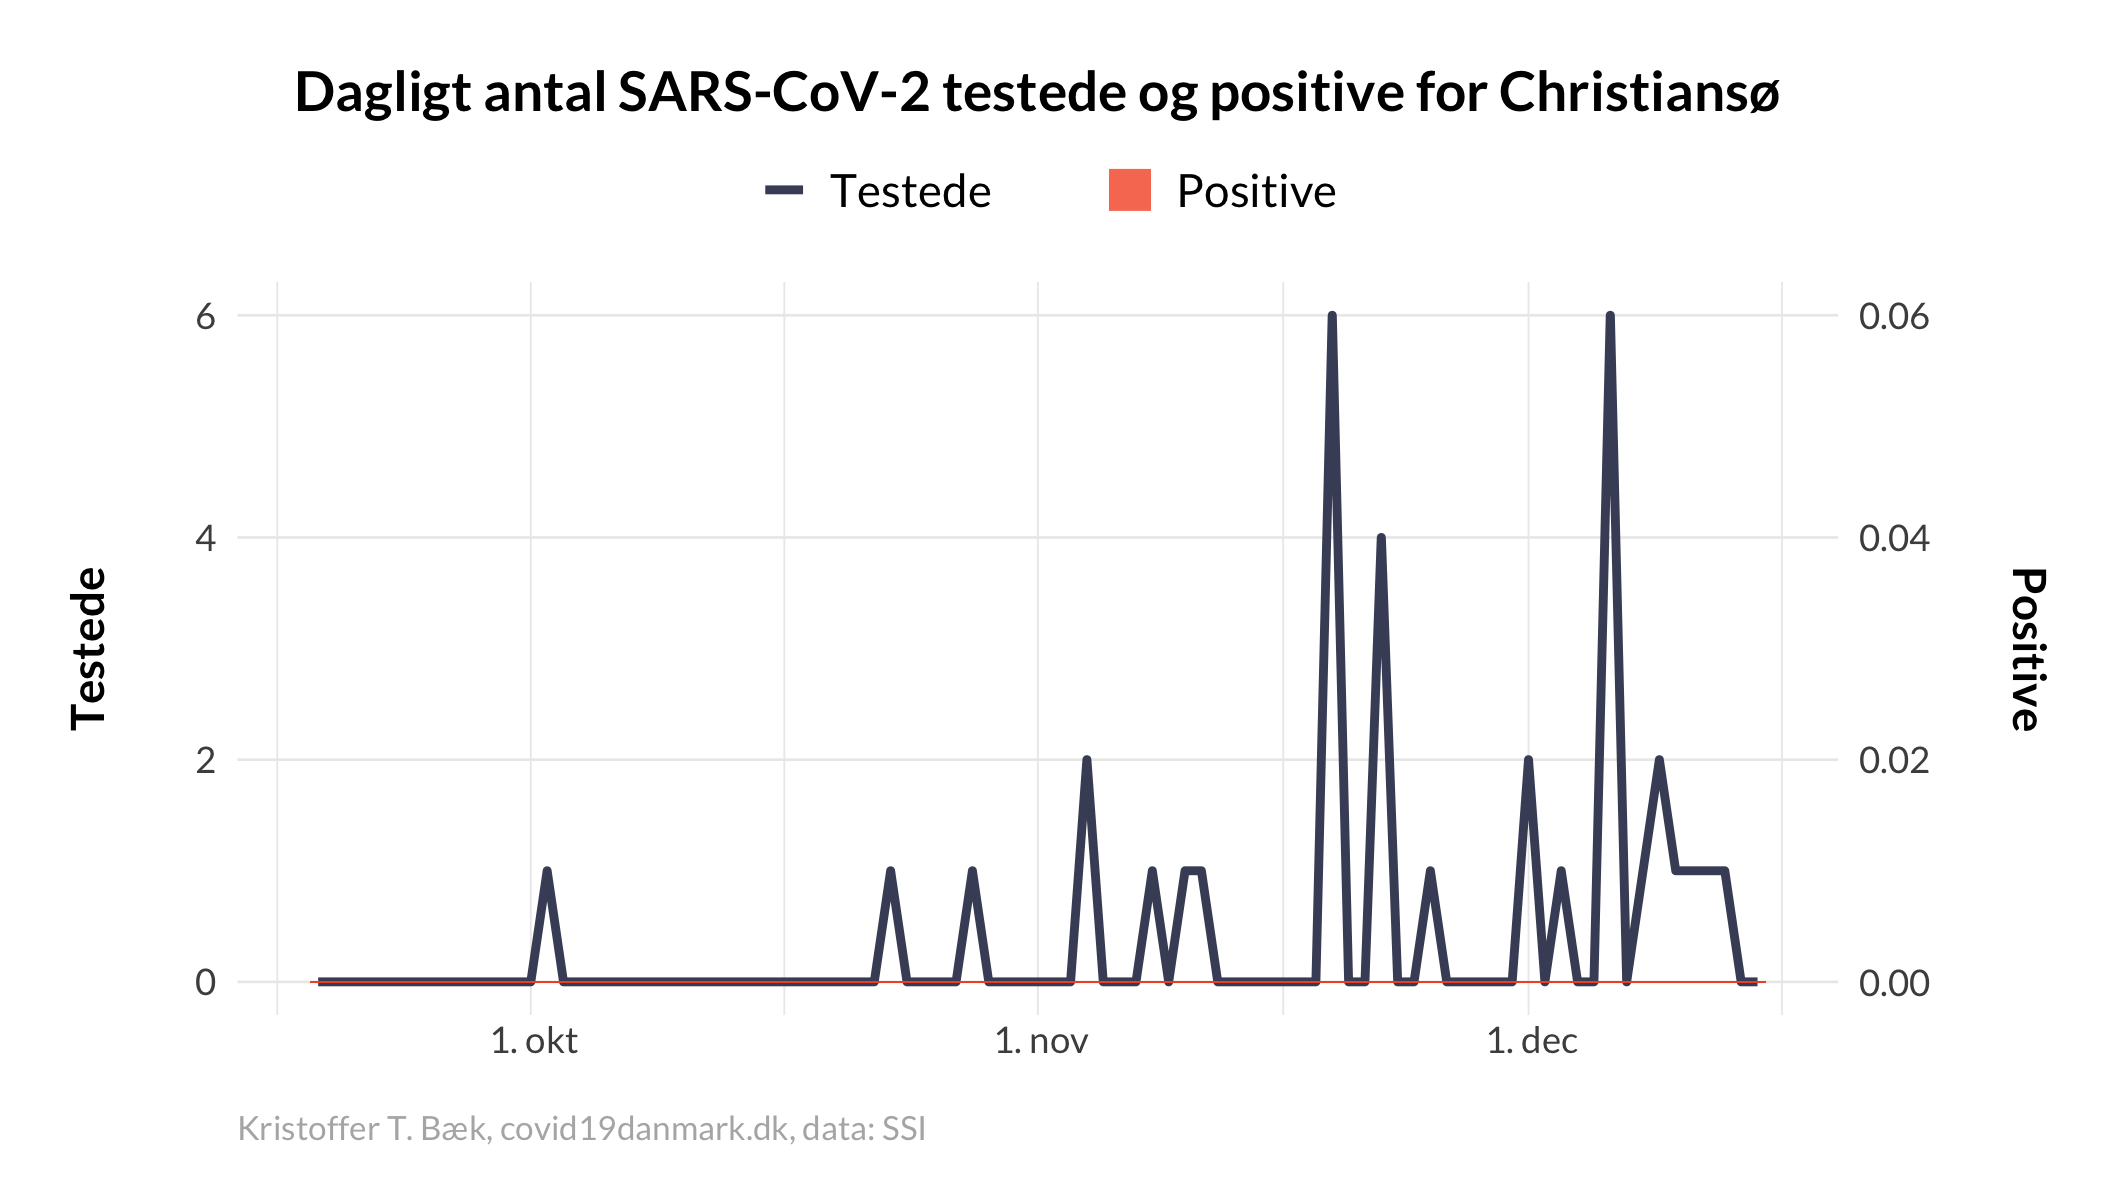 Dagligt antal SARS-CoV-2 testede og positive for Christiansø
Testede Positive
6 0.06
4 0.04
2 0.02
0 0.00
Testede
Positive
1. okt 1. nov 1. dec
Kristoffer T. Bæk, covid19danmark.dk, data: SSI